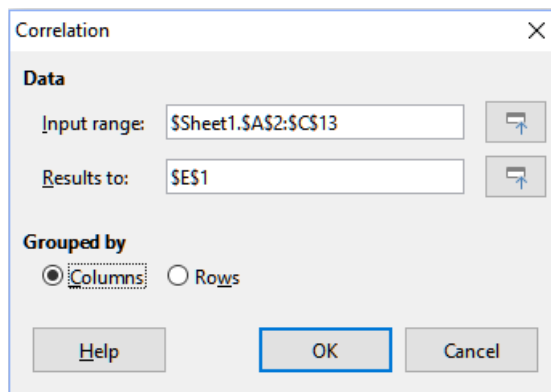 Correlation
Data
Input range: $Sheet1.$A$2:$C$13
Results to: $E$1
Grouped by
Columns Rows
Help OK Cancel